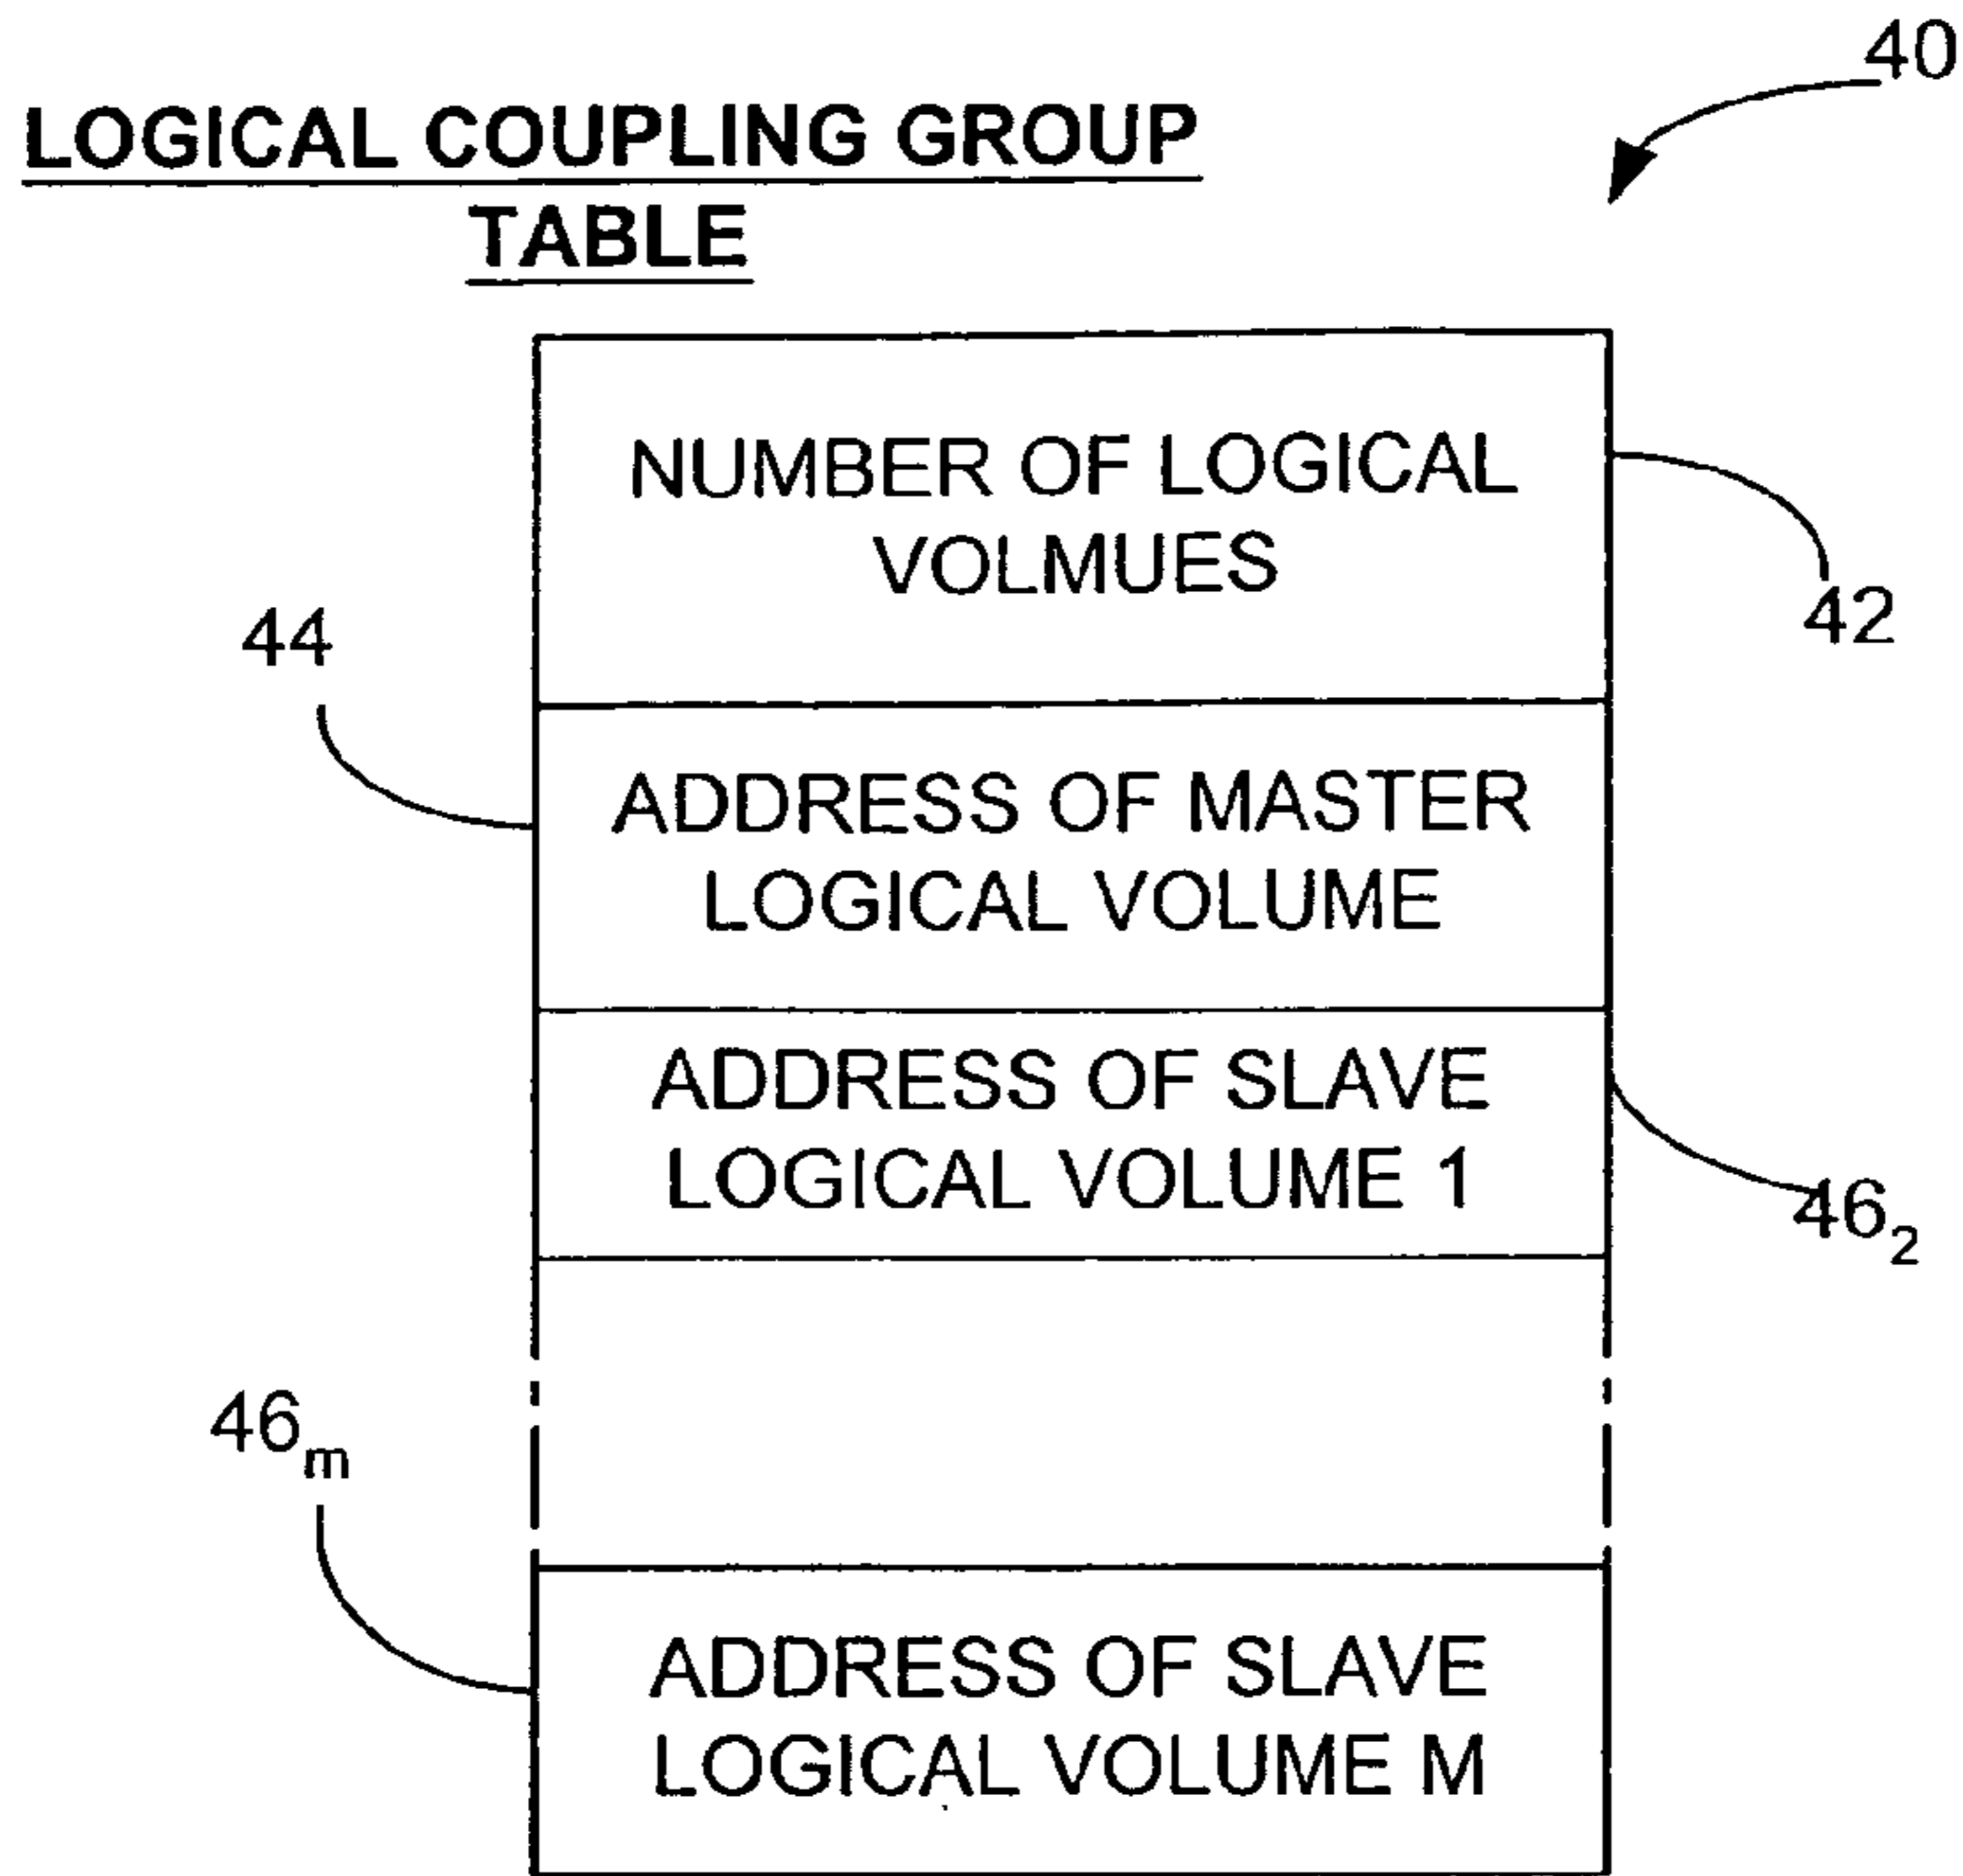 40
LOGICAL COUPLING GROUP
TABLE
NUMBER OF LOGICAL
VOLMUES
42
44
ADDRESS OF MASTER
LOGICAL VOLUME
ADDRESS OF SLAVE
LOGICAL VOLUME 1
46₂
46ₘ
ADDRESS OF SLAVE
LOGICAL VOLUME M